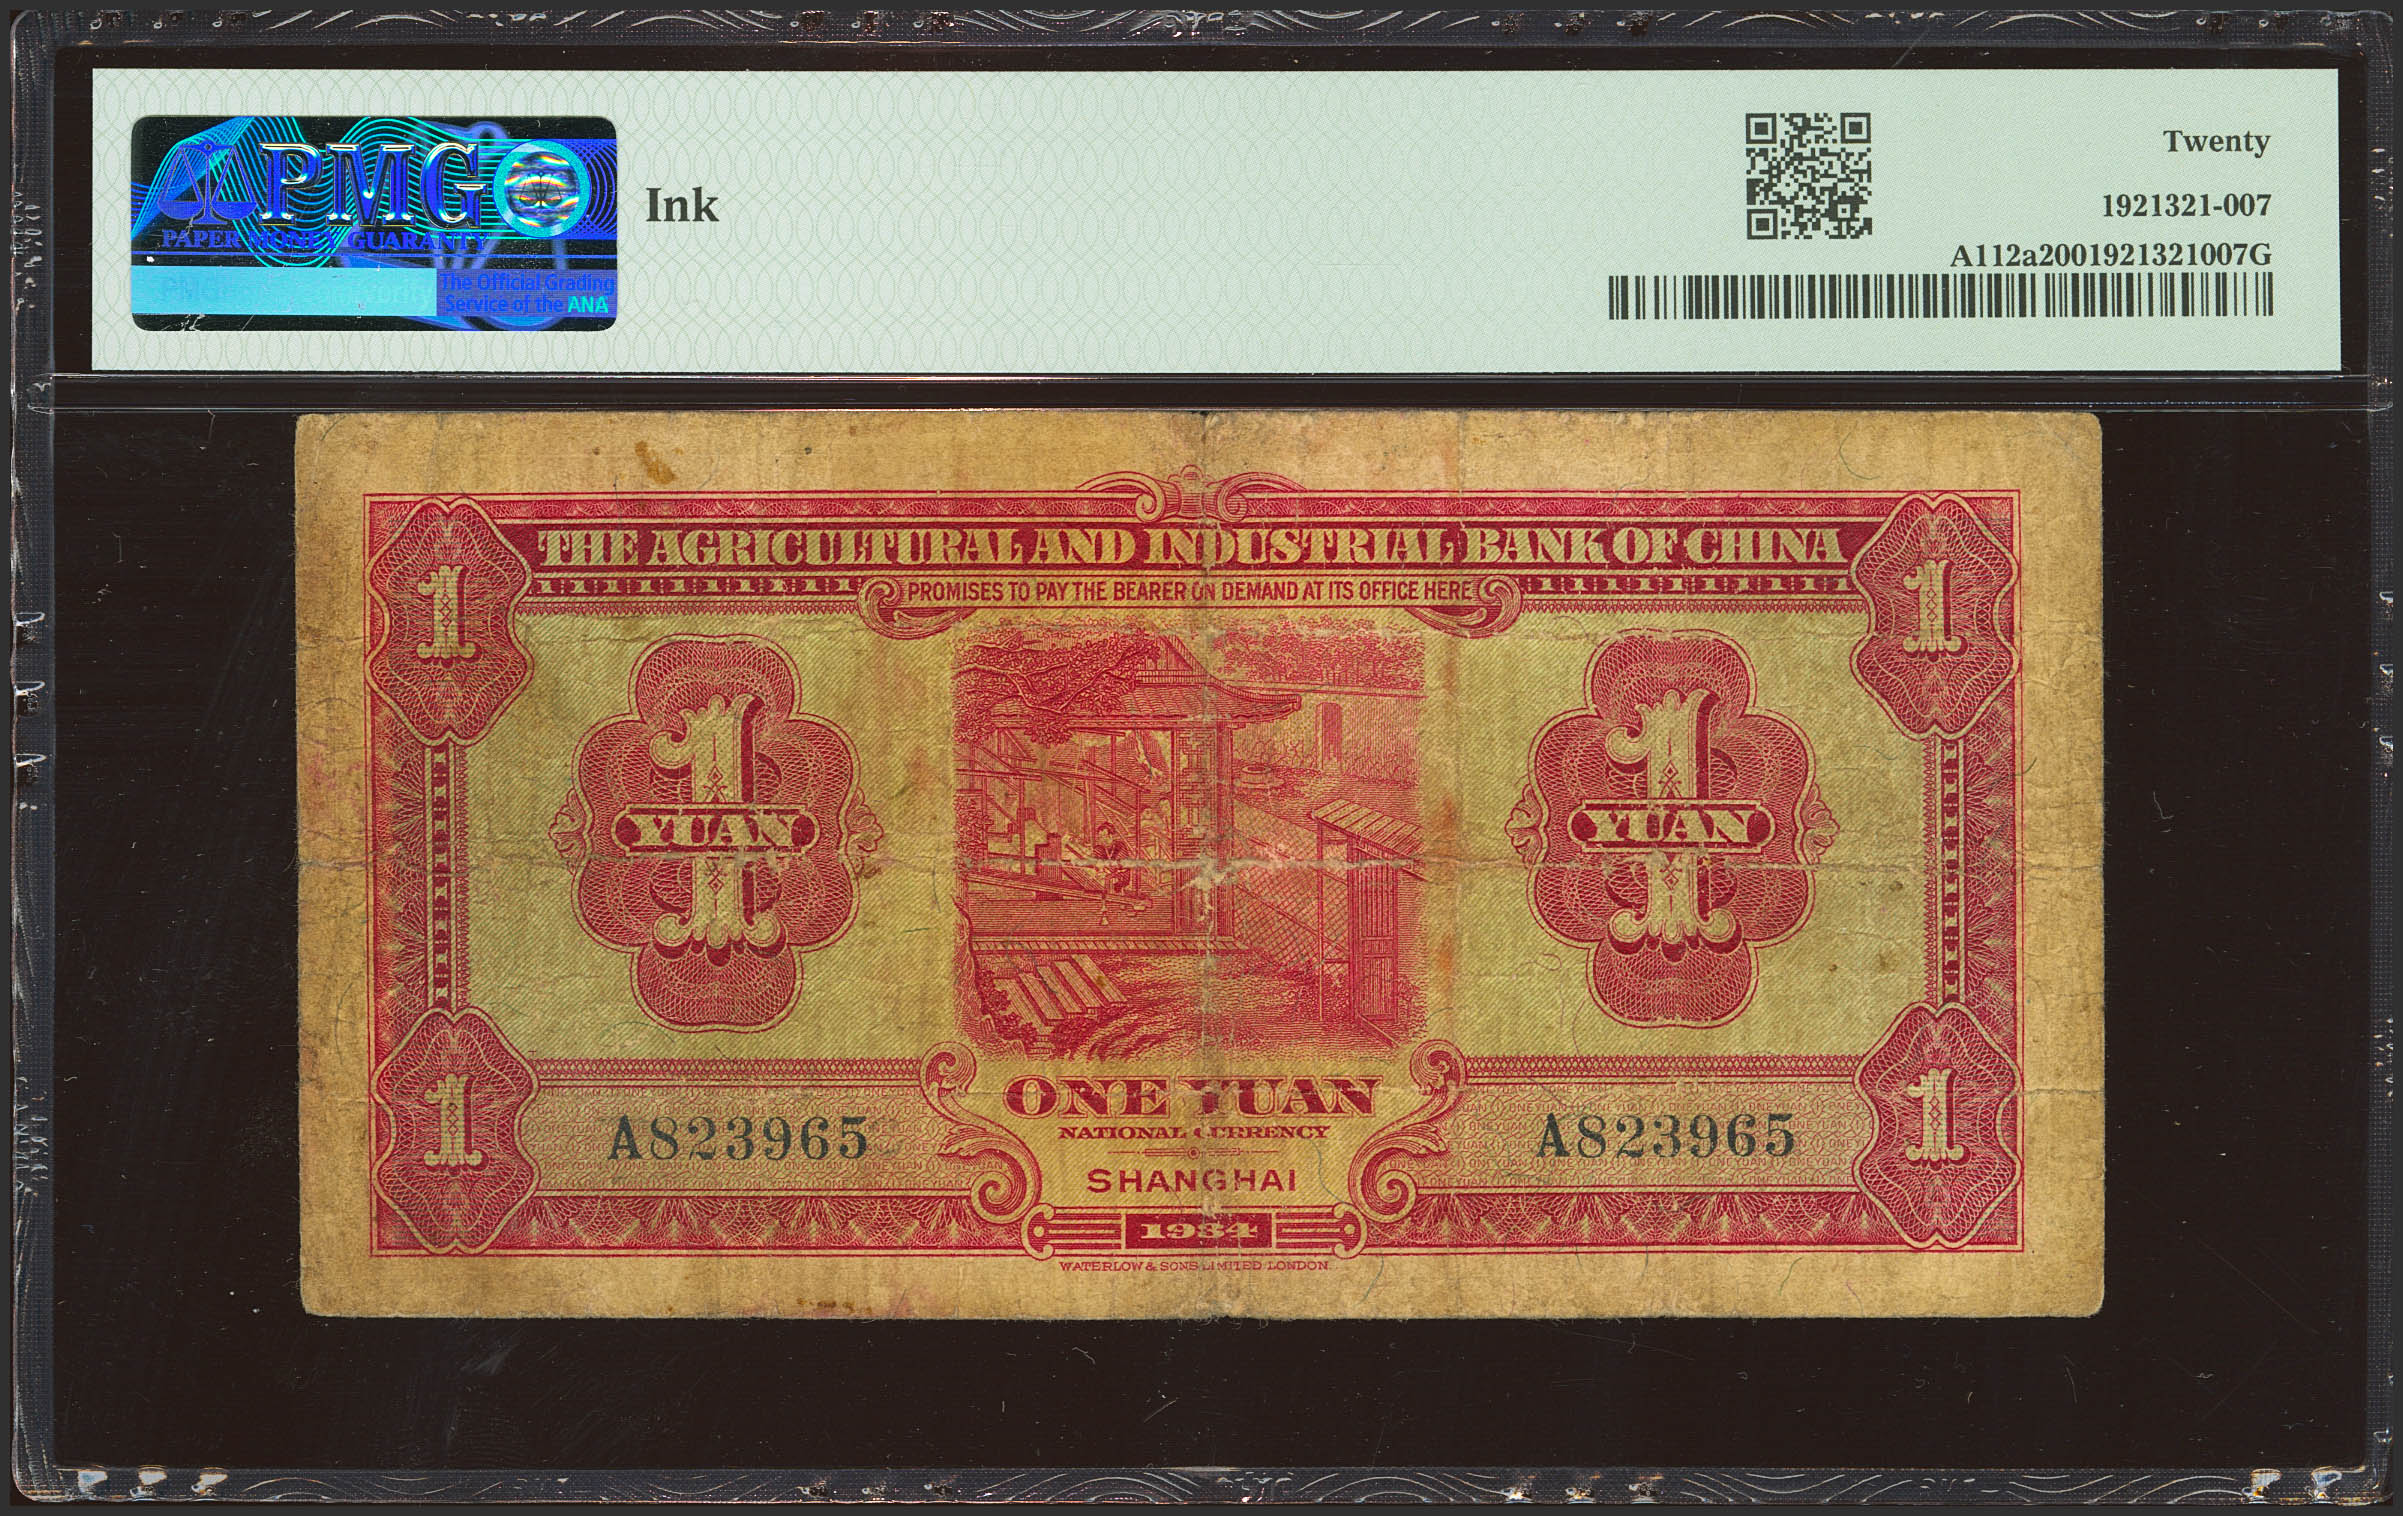 PMG
PAPER MONEY GUARANTY
The Official Grading
Service of the ANA
Ink
Twenty
1921321-007
A112a2001921321007G
THE AGRICULTURAL AND INDUSTRIAL BANK OF CHINA
PROMISES TO PAY THE BEARER ON DEMAND AT ITS OFFICE HERE
1
1
1
YUAN
1
YUAN
ONE YUAN
NATIONAL CURRENCY
A823965
A823965
1
1
SHANGHAI
1934
WATERLOW & SONS LIMITED LONDON